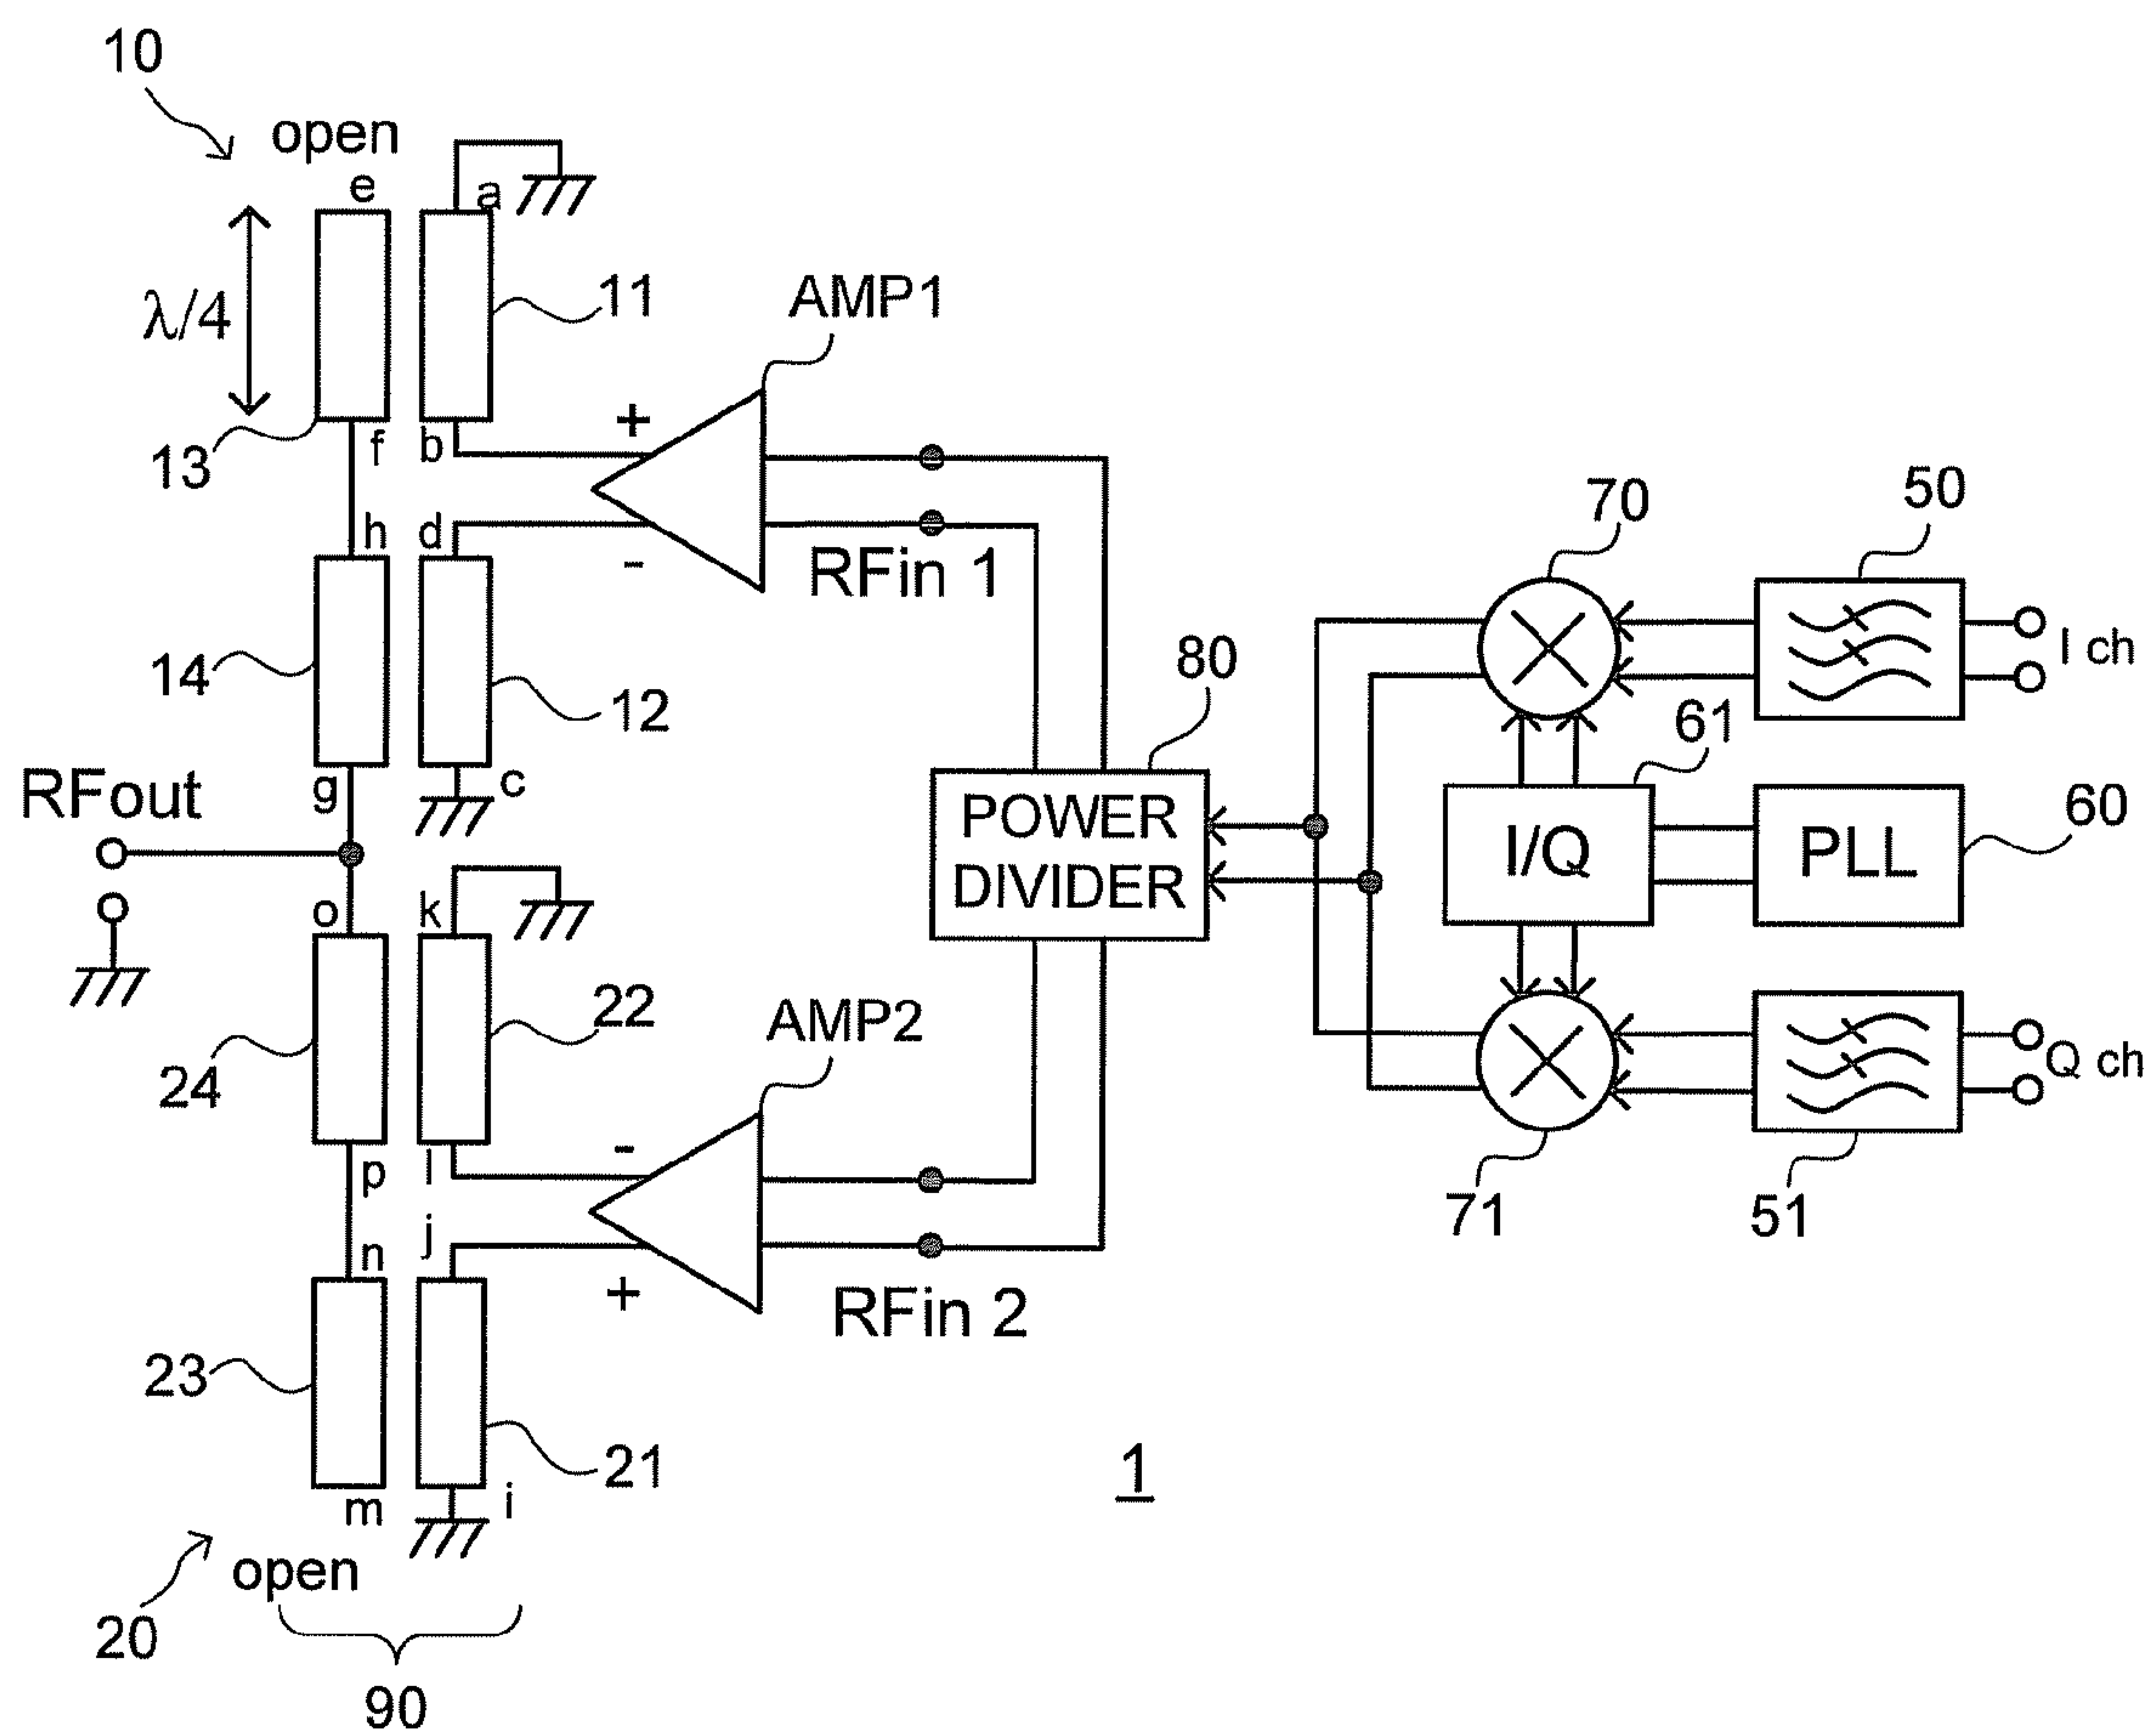 10
open
e
a
λ/4
11
AMP1
+
13
f
b
h
d
-
RFin 1
70
50
I ch
14
12
80
61
60
RFout
g
c
POWER
DIVIDER
I/Q
PLL
o
k
22
AMP2
24
Q ch
p
l
-
71
51
j
n
+
RFin 2
23
21
1
m
i
open
20
90